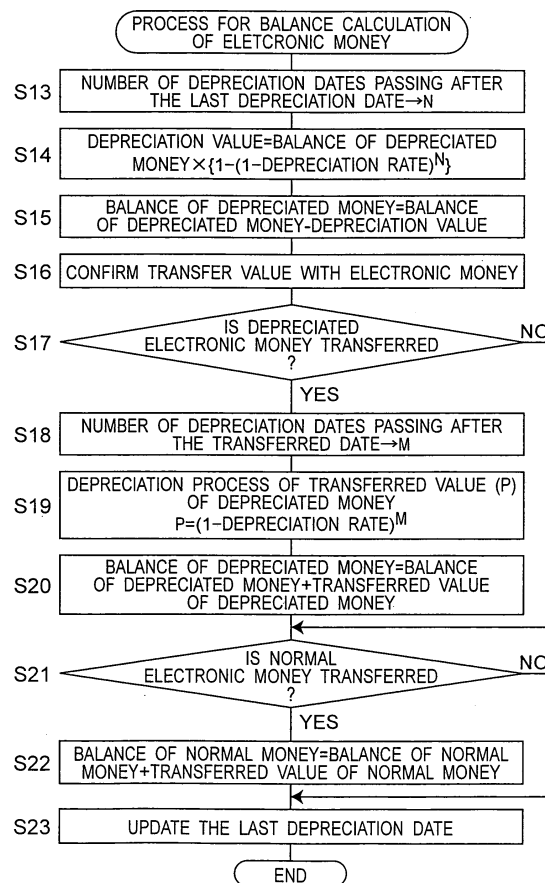 PROCESS FOR BALANCE CALCULATION
OF ELETCRONIC MONEY
S13
NUMBER OF DEPRECIATION DATES PASSING AFTER
THE LAST DEPRECIATION DATE→N
S14
DEPRECIATION VALUE=BALANCE OF DEPRECIATED
MONEY×{1-(1-DEPRECIATION RATE)^N}
S15
BALANCE OF DEPRECIATED MONEY=BALANCE
OF DEPRECIATED MONEY-DEPRECIATION VALUE
S16
CONFIRM TRANSFER VALUE WITH ELECTRONIC MONEY
S17
IS DEPRECIATED
ELECTRONIC MONEY TRANSFERRED
?
NO
YES
S18
NUMBER OF DEPRECIATION DATES PASSING AFTER
THE TRANSFERRED DATE→M
S19
DEPRECIATION PROCESS OF TRANSFERRED VALUE (P)
OF DEPRECIATED MONEY
P=(1-DEPRECIATION RATE)^M
S20
BALANCE OF DEPRECIATED MONEY=BALANCE
OF DEPRECIATED MONEY+TRANSFERRED VALUE
OF DEPRECIATED MONEY
S21
IS NORMAL
ELECTRONIC MONEY TRANSFERRED
?
NO
YES
S22
BALANCE OF NORMAL MONEY=BALANCE OF NORMAL
MONEY+TRANSFERRED VALUE OF NORMAL MONEY
S23
UPDATE THE LAST DEPRECIATION DATE
END